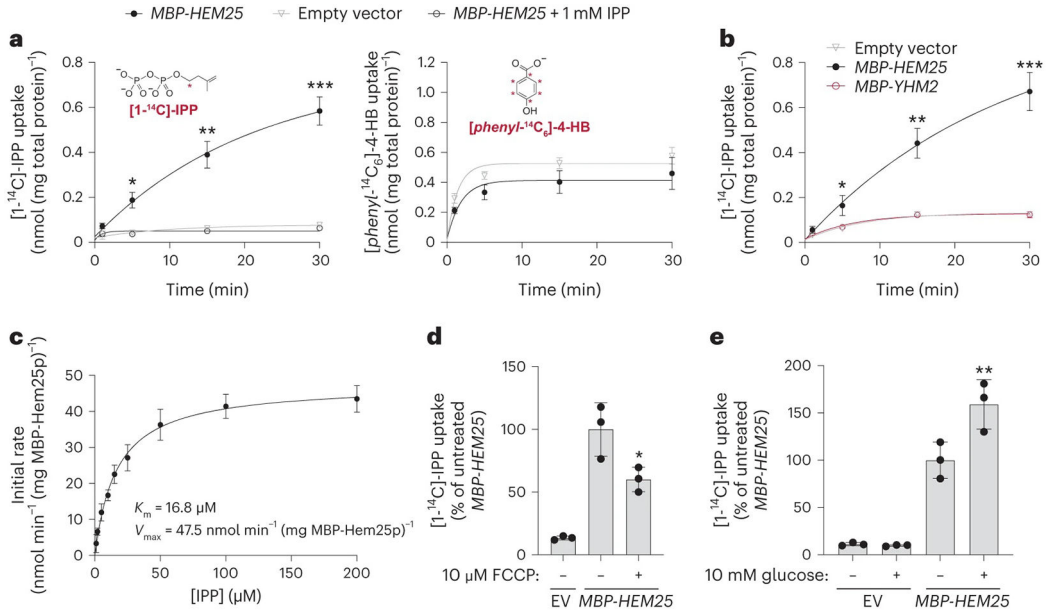 MBP-HEM25 Empty vector MBP-HEM25 + 1 mM IPP
a
[1-¹⁴C]-IPP uptake
(nmol (mg total protein)⁻¹)
0.8
0.6
0.4
0.2
0
0 10 20 30
Time (min)
⁻O O O
P P
O⁻ O O⁻ O
*
[1-¹⁴C]-IPP
*
**
***
[phenyl-¹⁴C₆]-4-HB uptake
(nmol (mg total protein)⁻¹)
1.2
1.0
0.8
0.6
0.4
0.2
0
0 10 20 30
Time (min)
O O⁻
* * * * * *
OH
[phenyl-¹⁴C₆]-4-HB
b
Empty vector
MBP-HEM25
MBP-YHM2
[1-¹⁴C]-IPP uptake
(nmol (mg total protein)⁻¹)
0.8
0.6
0.4
0.2
0
0 10 20 30
Time (min)
*
**
***
c
Initial rate
(nmol min⁻¹ (mg MBP-Hem25p)⁻¹)
50
40
30
20
10
0
0 50 100 150 200
[IPP] (µM)
Kₘ = 16.8 µM
Vₘₐₓ = 47.5 nmol min⁻¹ (mg MBP-Hem25p)⁻¹
d
[1-¹⁴C]-IPP uptake
(% of untreated
MBP-HEM25)
150
100
50
0
*
10 µM FCCP: – – +
EV MBP-HEM25
e
[1-¹⁴C]-IPP uptake
(% of untreated
MBP-HEM25)
200
150
100
50
0
**
10 mM glucose: – + – +
EV MBP-HEM25